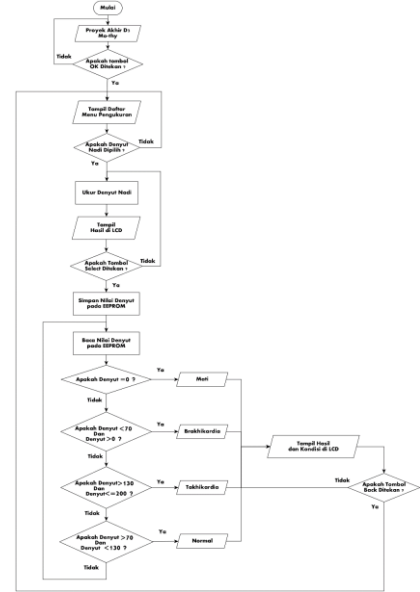 Mulai
Proyek Akhir D3
Ma-thy
Tidak
Apakah tombol
OK Ditekan ?
Ya
Tampil Daftar
Menu Pengukuran
Apakah Denyut
Nadi Dipilih ?
Tidak
Ya
Ukur Denyut Nadi
Tampil
Hasil di LCD
Apakah Tombol
Select Ditekan ?
Tidak
Ya
Simpan Nilai Denyut
pada EEPROM
Baca Nilai Denyut
pada EEPROM
Apakah Denyut =0 ?
Ya
Mati
Tidak
Apakah Denyut <70
Dan
Denyut >0 ?
Ya
Brakhikardia
Tampil Hasil
dan Kondisi di LCD
Tidak
Apakah Denyut>130
Dan
Denyut<=200 ?
Ya
Takhikardia
Tidak
Apakah Tombol
Back Ditekan ?
Ya
Tidak
Apakah Denyut >70
Dan
Denyut <130 ?
Ya
Normal
Tidak